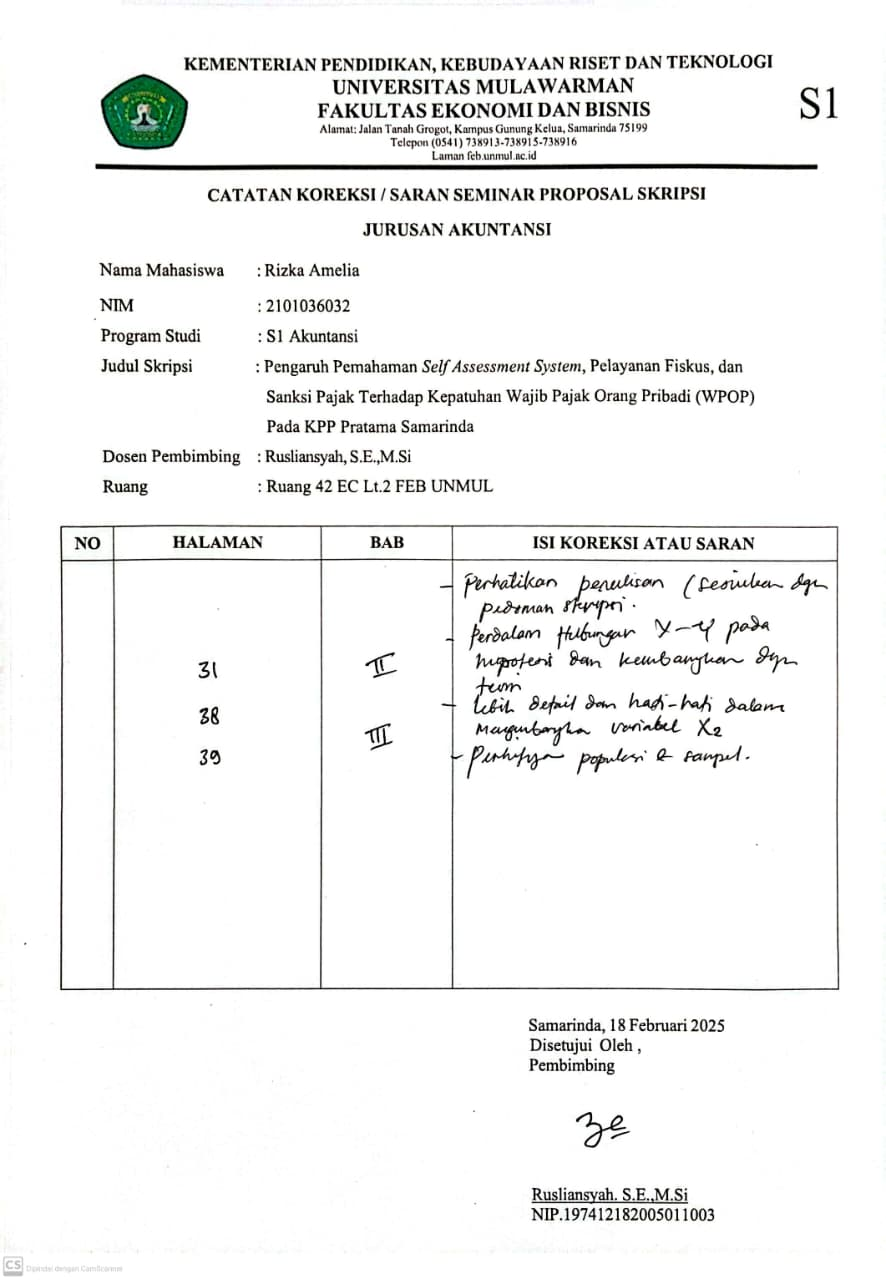 KEMENTERIAN PENDIDIKAN, KEBUDAYAAN RISET DAN TEKNOLOGI
UNIVERSITAS MULAWARMAN
FAKULTAS EKONOMI DAN BISNIS
S1
Alamat: Jalan Tanah Grogot, Kampus Gunung Kelua, Samarinda 75199
Telepon (0541) 738913-738915-738916
Laman feb.unmul.ac.id
CATATAN KOREKSI / SARAN SEMINAR PROPOSAL SKRIPSI
JURUSAN AKUNTANSI
Nama Mahasiswa : Rizka Amelia
NIM : 2101036032
Program Studi : S1 Akuntansi
Judul Skripsi : Pengaruh Pemahaman Self Assessment System, Pelayanan Fiskus, dan
Sanksi Pajak Terhadap Kepatuhan Wajib Pajak Orang Pribadi (WPOP)
Pada KPP Pratama Samarinda
Dosen Pembimbing : Rusliansyah, S.E.,M.Si
Ruang : Ruang 42 EC Lt.2 FEB UNMUL
NO HALAMAN BAB ISI KOREKSI ATAU SARAN
- Perhatikan penulisan (sesuikan dgn
pedoman skripsi.
- Perdalam Hubungan X-Y pada
31 II hipotesis dan kembangkan dgn
teori
- lebih detail dan hati-hati dalam
38
variabel X2
III
39 - populasi & sampel.
Samarinda, 18 Februari 2025
Disetujui Oleh ,
Pembimbing
Rusliansyah. S.E.,M.Si
NIP.197412182005011003
CS Dipindai dengan CamScanner